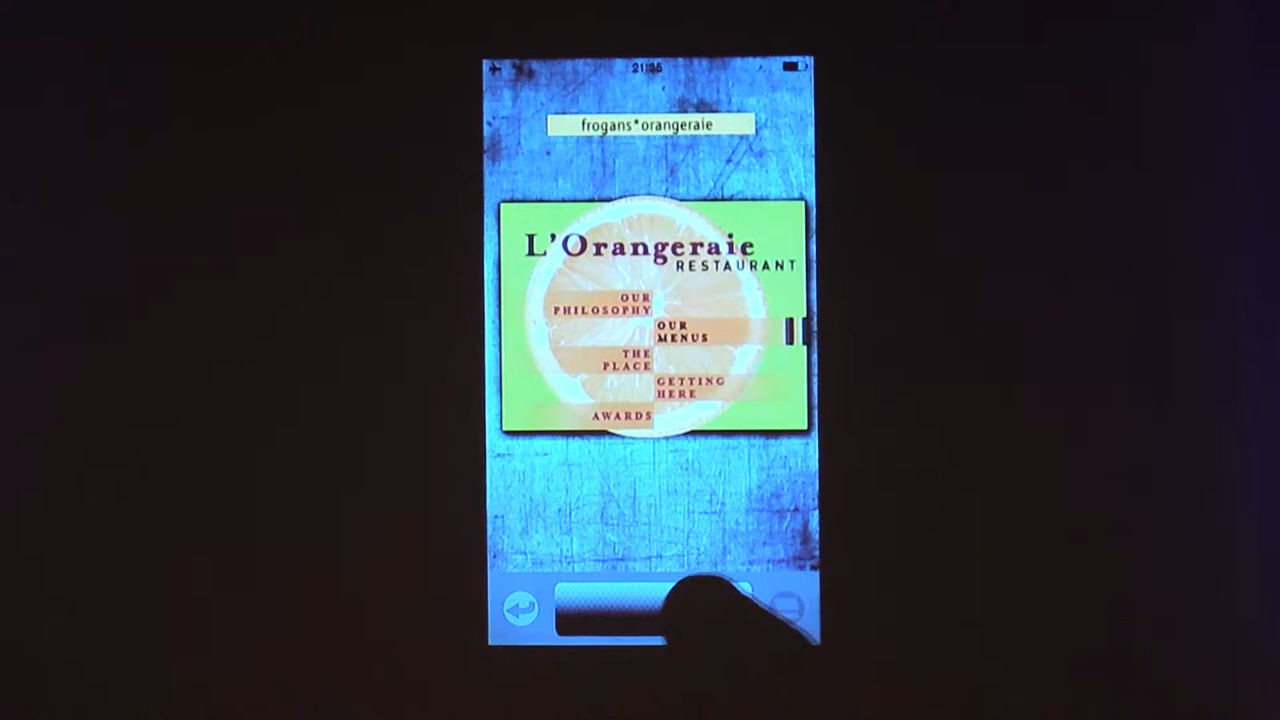 21:35
frogans*orangeraie
L'Orangeraie
RESTAURANT
OUR
PHILOSOPHY
OUR
MENUS
THE
PLACE
GETTING
HERE
AWARDS